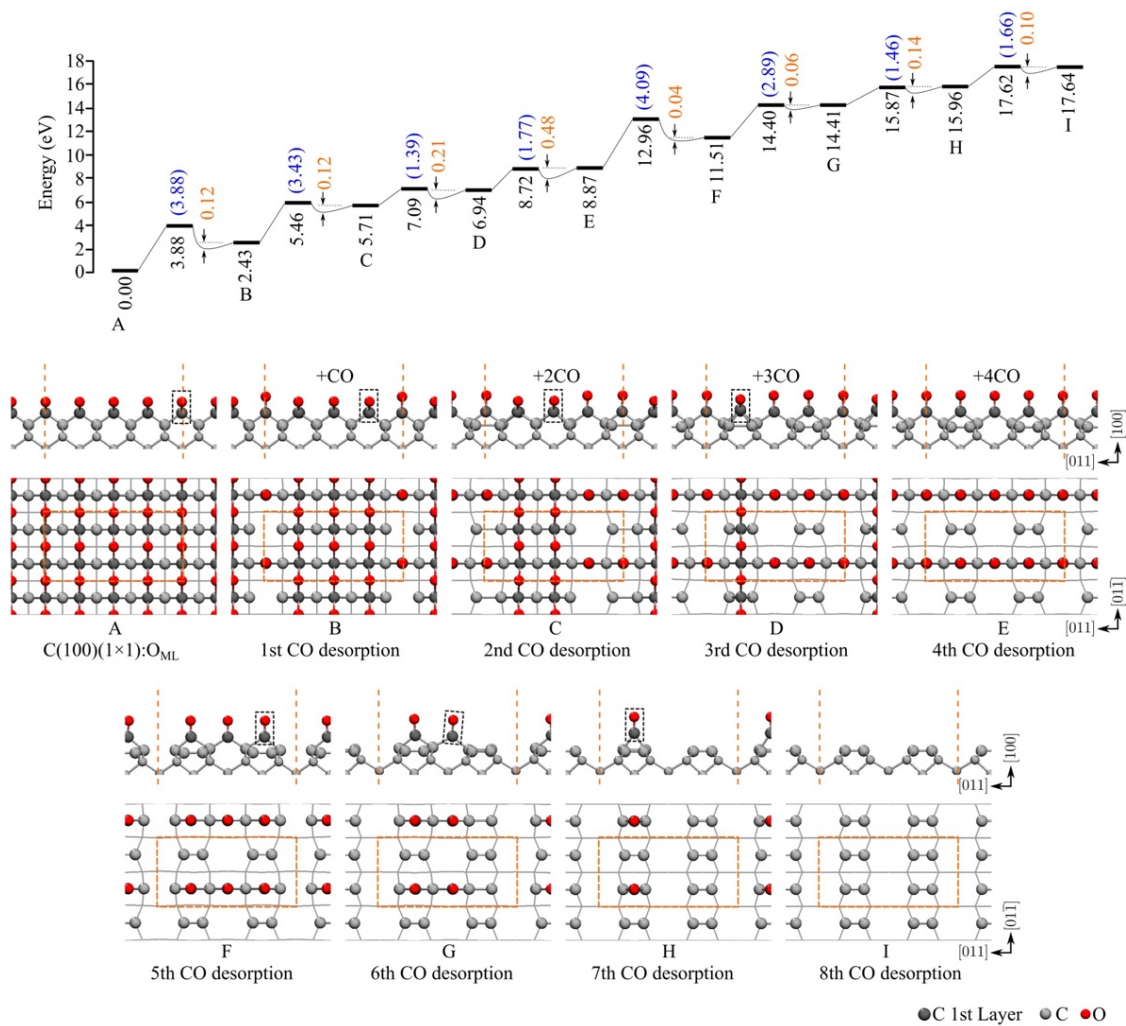 Energy (eV)
18
16
14
12
10
8
6
4
2
0
0.00
A
3.88
(3.88)
0.12
2.43
B
5.46
(3.43)
0.12
5.71
C
7.09
(1.39)
0.21
6.94
D
8.72
(1.77)
0.48
8.87
E
12.96
(4.09)
0.04
11.51
F
14.40
(2.89)
0.06
14.41
G
15.87
(1.46)
0.14
15.96
H
17.62
(1.66)
0.10
17.64
I
+CO
+2CO
+3CO
+4CO
[100]
[011]
[011̅]
[011]
A
C(100)(1×1):O_ML
B
1st CO desorption
C
2nd CO desorption
D
3rd CO desorption
E
4th CO desorption
[100]
[011]
[011̅]
[011]
F
5th CO desorption
G
6th CO desorption
H
7th CO desorption
I
8th CO desorption
C 1st Layer C O